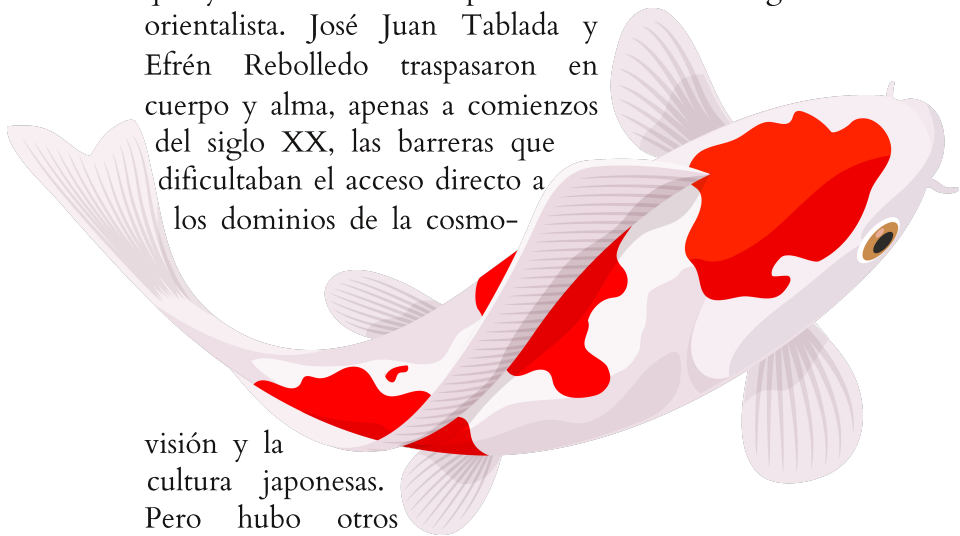 orientalista. José Juan Tablada y
Efrén Rebolledo traspasaron en
cuerpo y alma, apenas a comienzos
del siglo XX, las barreras que
dificultaban el acceso directo a
los dominios de la cosmo-
visión y la
cultura japonesas.
Pero hubo otros